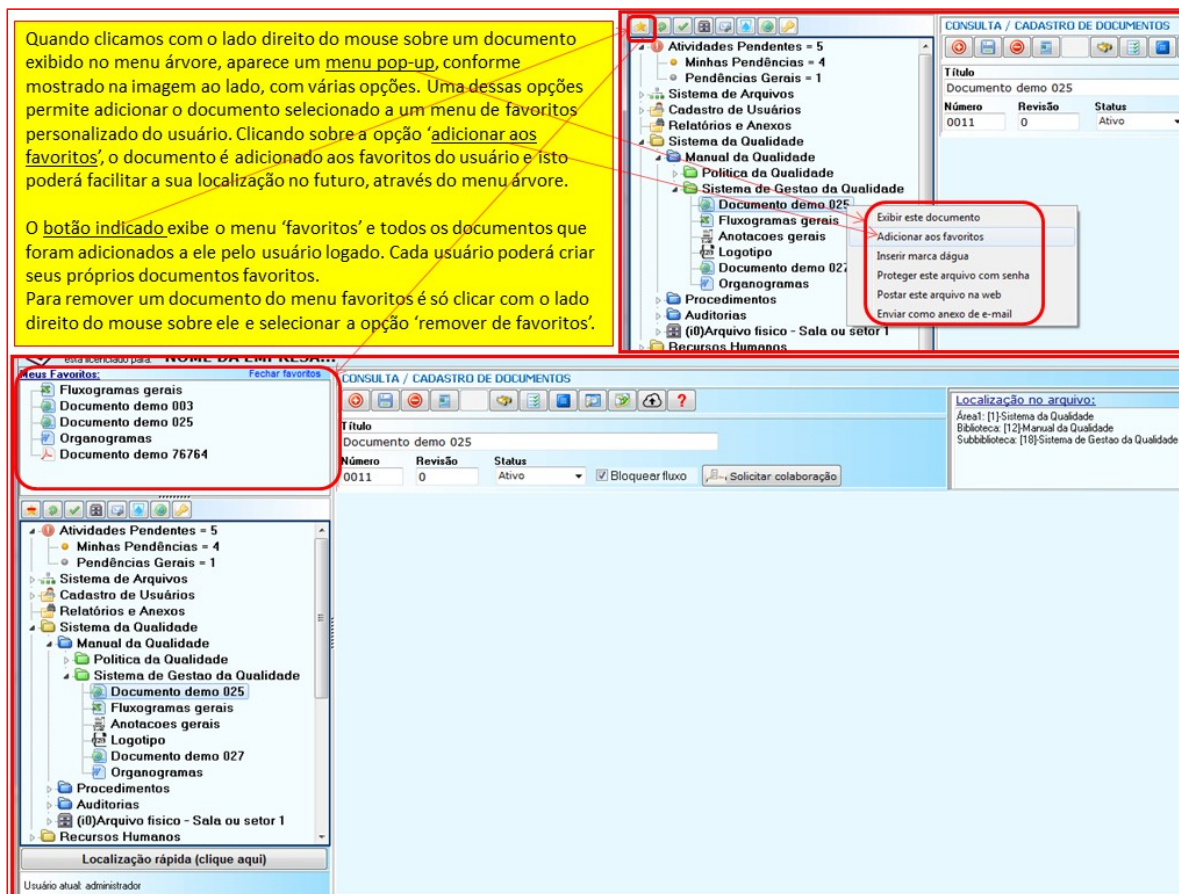 Quando clicamos com o lado direito do mouse sobre um documento
exibido no menu árvore, aparece um menu pop-up, conforme
mostrado na imagem ao lado, com várias opções. Uma dessas opções
permite adicionar o documento selecionado a um menu de favoritos
personalizado do usuário. Clicando sobre a opção ‘adicionar aos
favoritos’, o documento é adicionado aos favoritos do usuário e isto
poderá facilitar a sua localização no futuro, através do menu árvore.
O botão indicado exibe o menu ‘favoritos’ e todos os documentos que
foram adicionados a ele pelo usuário logado. Cada usuário poderá criar
seus próprios documentos favoritos.
Para remover um documento do menu favoritos é só clicar com o lado
direito do mouse sobre ele e selecionar a opção ‘remover de favoritos’.
Atividades Pendentes = 5
Minhas Pendências = 4
Pendências Gerais = 1
Sistema de Arquivos
Cadastro de Usuários
Relatórios e Anexos
Sistema da Qualidade
Manual da Qualidade
Politica da Qualidade
Sistema de Gestao da Qualidade
Documento demo 025
Fluxogramas gerais
Anotacoes gerais
Logotipo
Documento demo 027
Organogramas
Procedimentos
Auditorias
(i0)Arquivo fisico - Sala ou setor 1
Recursos Humanos
CONSULTA / CADASTRO DE DOCUMENTOS
Título
Documento demo 025
Número Revisão Status
0011 0 Ativo
Exibir este documento
Adicionar aos favoritos
Inserir marca dágua
Proteger este arquivo com senha
Postar este arquivo na web
Enviar como anexo de e-mail
está licenciado para: NOME DA EMPRESA...
Meus Favoritos: Fechar favoritos
Fluxogramas gerais
Documento demo 003
Documento demo 025
Organogramas
Documento demo 76764
CONSULTA / CADASTRO DE DOCUMENTOS
Título
Documento demo 025
Número Revisão Status
0011 0 Ativo Bloquear fluxo Solicitar colaboração
Localização no arquivo:
Área1: [1]-Sistema da Qualidade
Biblioteca: [12]-Manual da Qualidade
Subbiblioteca: [18]-Sistema de Gestao da Qualidade
Atividades Pendentes = 5
Minhas Pendências = 4
Pendências Gerais = 1
Sistema de Arquivos
Cadastro de Usuários
Relatórios e Anexos
Sistema da Qualidade
Manual da Qualidade
Politica da Qualidade
Sistema de Gestao da Qualidade
Documento demo 025
Fluxogramas gerais
Anotacoes gerais
Logotipo
Documento demo 027
Organogramas
Procedimentos
Auditorias
(i0)Arquivo fisico - Sala ou setor 1
Recursos Humanos
Localização rápida (clique aqui)
Usuário atual: administrador